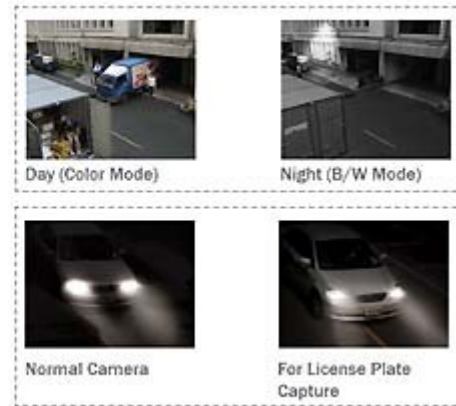 Day (Color Mode)
Night (B/W Mode)
Normal Camera
For License Plate
Capture